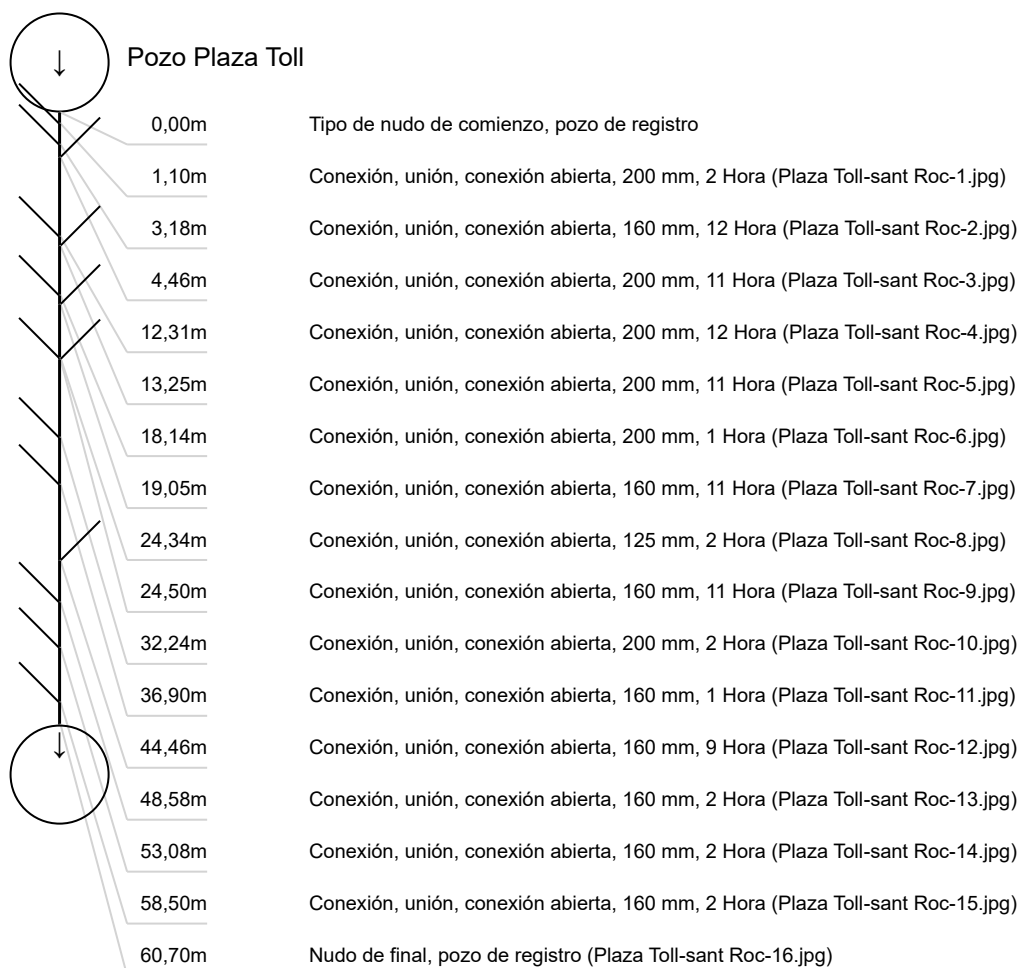 ↓ Pozo Plaza Toll
0,00m Tipo de nudo de comienzo, pozo de registro
1,10m Conexión, unión, conexión abierta, 200 mm, 2 Hora (Plaza Toll-sant Roc-1.jpg)
3,18m Conexión, unión, conexión abierta, 160 mm, 12 Hora (Plaza Toll-sant Roc-2.jpg)
4,46m Conexión, unión, conexión abierta, 200 mm, 11 Hora (Plaza Toll-sant Roc-3.jpg)
12,31m Conexión, unión, conexión abierta, 200 mm, 12 Hora (Plaza Toll-sant Roc-4.jpg)
13,25m Conexión, unión, conexión abierta, 200 mm, 11 Hora (Plaza Toll-sant Roc-5.jpg)
18,14m Conexión, unión, conexión abierta, 200 mm, 1 Hora (Plaza Toll-sant Roc-6.jpg)
19,05m Conexión, unión, conexión abierta, 160 mm, 11 Hora (Plaza Toll-sant Roc-7.jpg)
24,34m Conexión, unión, conexión abierta, 125 mm, 2 Hora (Plaza Toll-sant Roc-8.jpg)
24,50m Conexión, unión, conexión abierta, 160 mm, 11 Hora (Plaza Toll-sant Roc-9.jpg)
32,24m Conexión, unión, conexión abierta, 200 mm, 2 Hora (Plaza Toll-sant Roc-10.jpg)
36,90m Conexión, unión, conexión abierta, 160 mm, 1 Hora (Plaza Toll-sant Roc-11.jpg)
44,46m Conexión, unión, conexión abierta, 160 mm, 9 Hora (Plaza Toll-sant Roc-12.jpg)
48,58m Conexión, unión, conexión abierta, 160 mm, 2 Hora (Plaza Toll-sant Roc-13.jpg)
53,08m Conexión, unión, conexión abierta, 160 mm, 2 Hora (Plaza Toll-sant Roc-14.jpg)
58,50m Conexión, unión, conexión abierta, 160 mm, 2 Hora (Plaza Toll-sant Roc-15.jpg)
60,70m Nudo de final, pozo de registro (Plaza Toll-sant Roc-16.jpg)